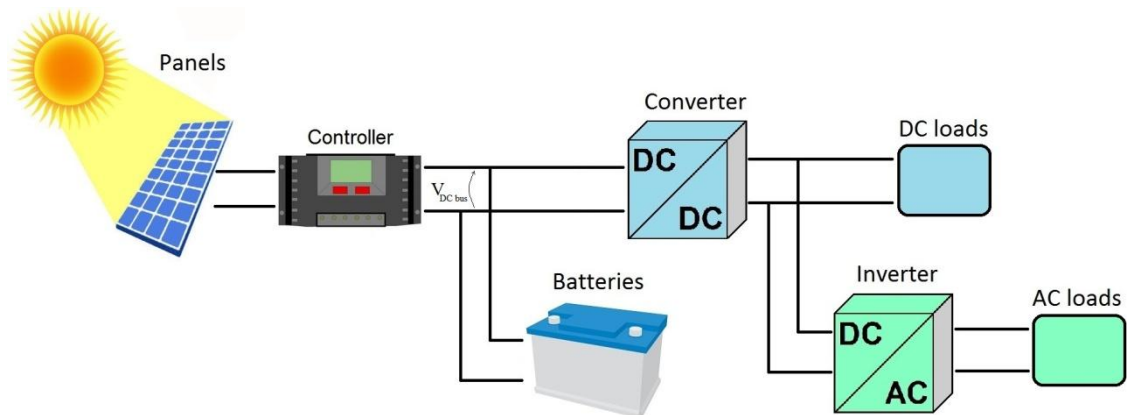 Panels
Controller
V DC bus
Converter
DC
DC
DC loads
Batteries
Inverter
DC
AC
AC loads